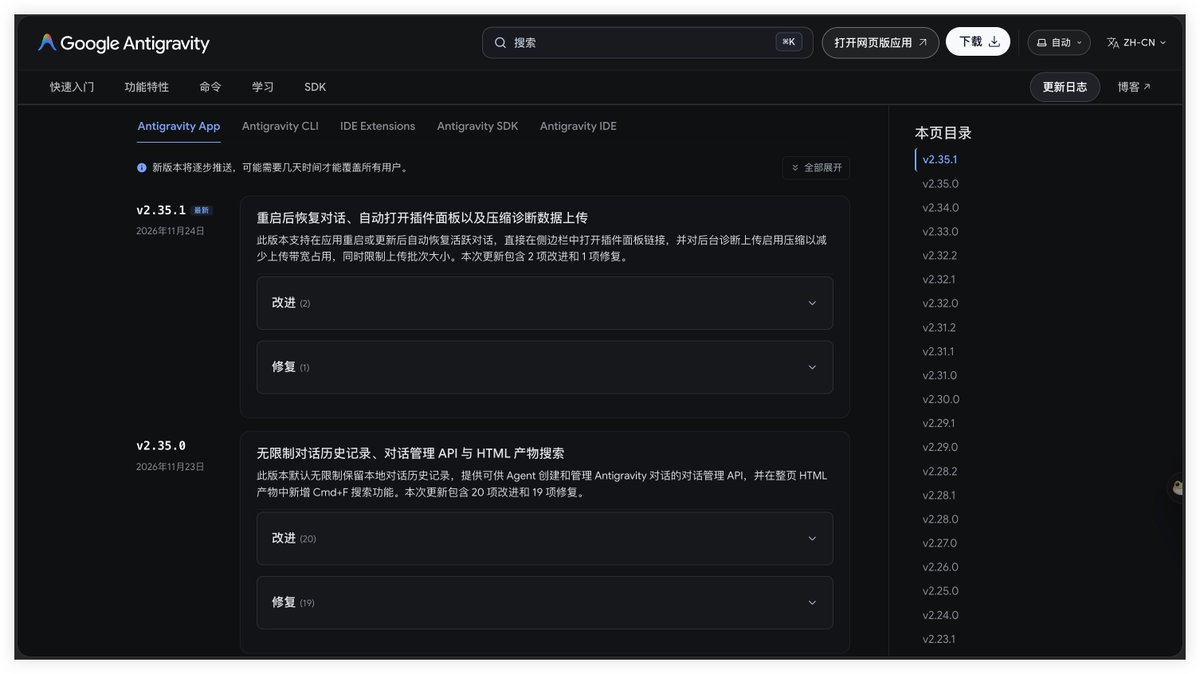 Google Antigravity
搜索
⌘K
打开网页版应用 ↗
下载
自动
ZH-CN
快速入门
功能特性
命令
学习
SDK
更新日志
博客 ↗
Antigravity App
Antigravity CLI
IDE Extensions
Antigravity SDK
Antigravity IDE
新版本将逐步推送，可能需要几天时间才能覆盖所有用户。
全部展开
v2.35.1 最新
2026年11月24日
重启后恢复对话、自动打开插件面板以及压缩诊断数据上传
此版本支持在应用重启或更新后自动恢复活跃对话，直接在侧边栏中打开插件面板链接，并对后台诊断上传启用压缩以减
少上传带宽占用，同时限制上传批次大小。本次更新包含 2 项改进和 1 项修复。
改进 (2)
修复 (1)
v2.35.0
2026年11月23日
无限制对话历史记录、对话管理 API 与 HTML 产物搜索
此版本默认无限制保留本地对话历史记录，提供可供 Agent 创建和管理 Antigravity 对话的对话管理 API，并在整页 HTML
产物中新增 Cmd+F 搜索功能。本次更新包含 20 项改进和 19 项修复。
改进 (20)
修复 (19)
本页目录
v2.35.1
v2.35.0
v2.34.0
v2.33.0
v2.32.2
v2.32.1
v2.32.0
v2.31.2
v2.31.1
v2.31.0
v2.30.0
v2.29.1
v2.29.0
v2.28.2
v2.28.1
v2.28.0
v2.27.0
v2.26.0
v2.25.0
v2.24.0
v2.23.1